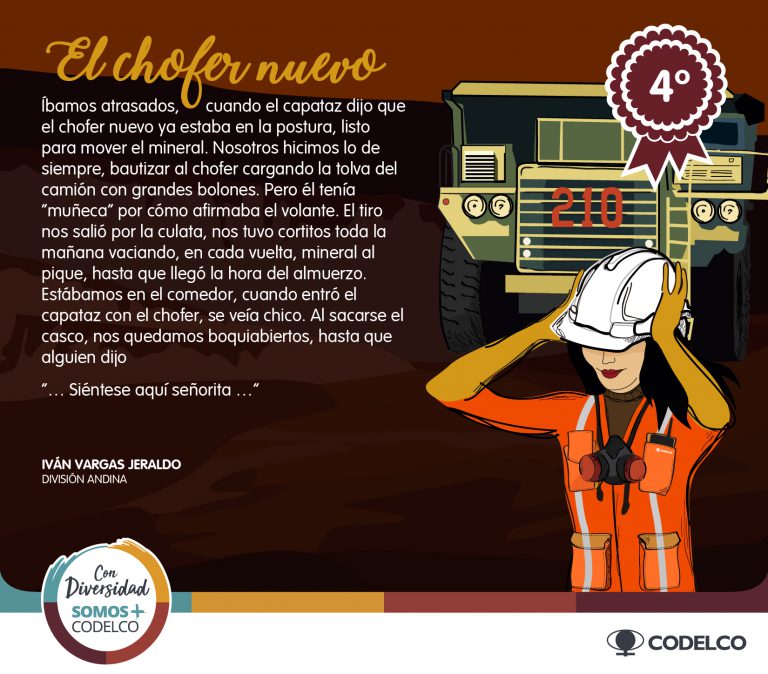 El chofer nuevo
4º
Íbamos atrasados, cuando el capataz dijo que
el chofer nuevo ya estaba en la postura, listo
para mover el mineral. Nosotros hicimos lo de
siempre, bautizar al chofer cargando la tolva del
camión con grandes bolones. Pero él tenía
"muñeca" por cómo afirmaba el volante. El tiro
nos salió por la culata, nos tuvo cortitos toda la
mañana vaciando, en cada vuelta, mineral al
pique, hasta que llegó la hora del almuerzo.
Estábamos en el comedor, cuando entró el
capataz con el chofer, se veía chico. Al sacarse el
casco, nos quedamos boquiabiertos, hasta que
alguien dijo
"... Siéntese aquí señorita ..."
210
IVÁN VARGAS JERALDO
DIVISIÓN ANDINA
Con
Diversidad
SOMOS+
CODELCO
CODELCO